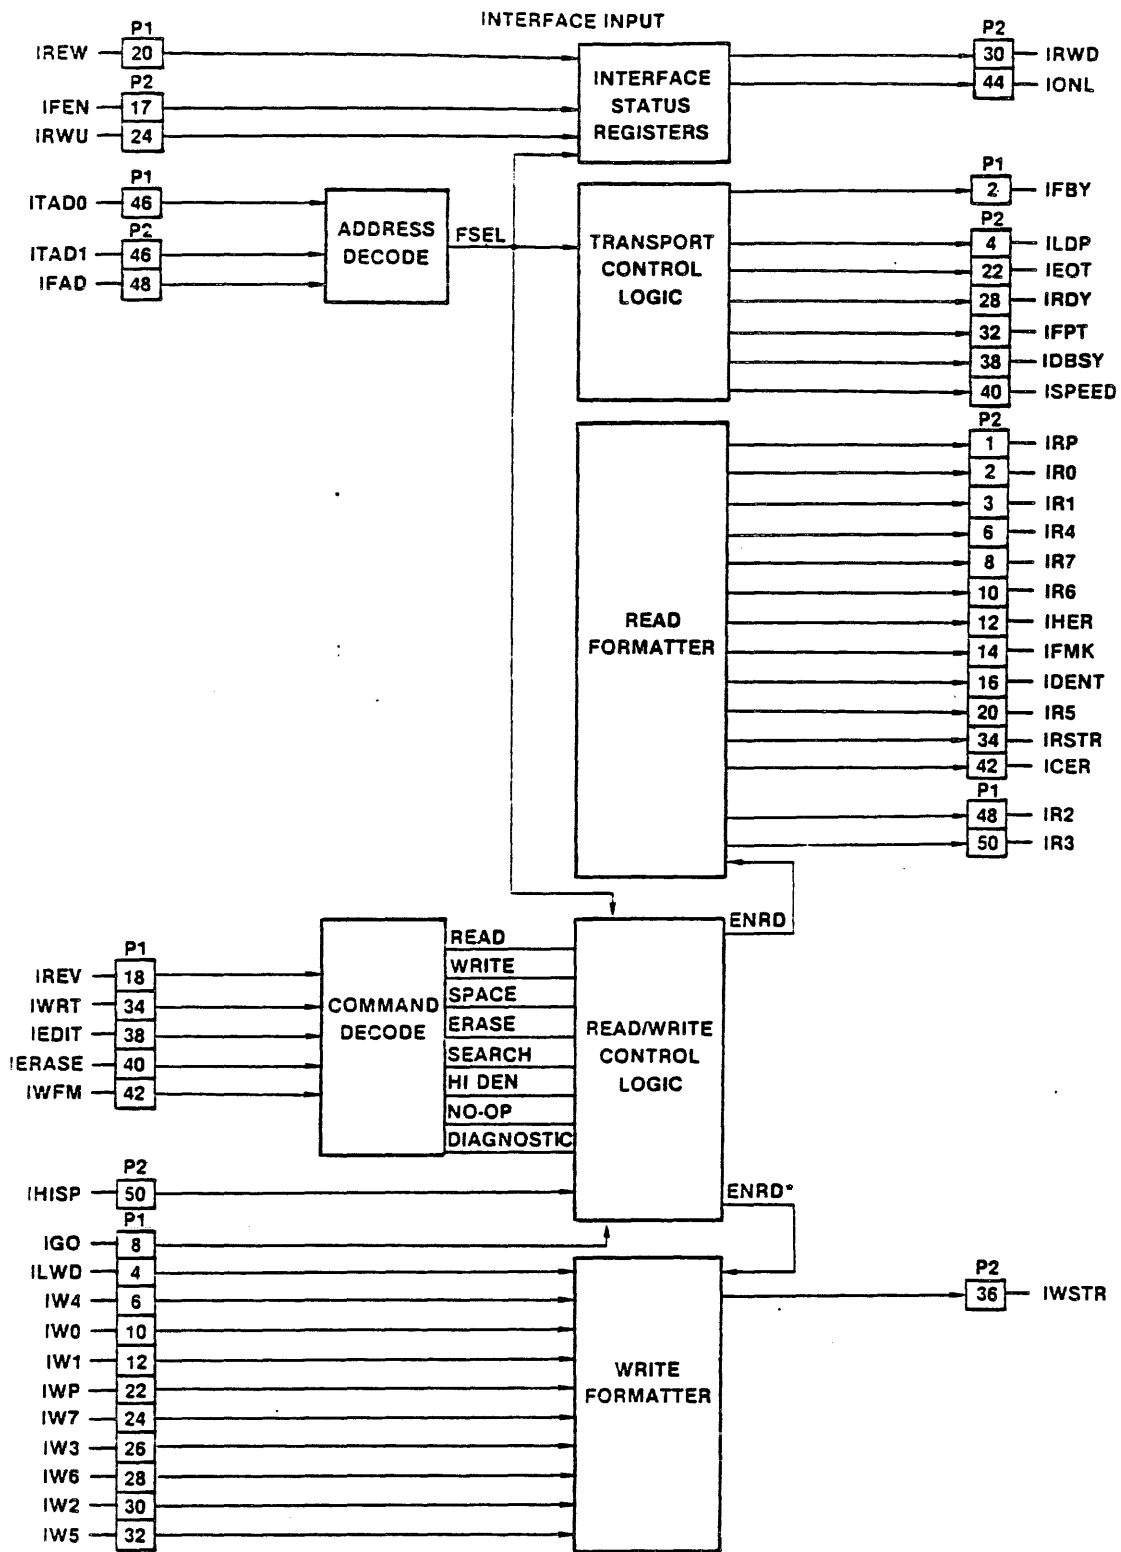 INTERFACE INPUT
P1
IREW 20
P2
IFEN 17
IRWU 24
INTERFACE
STATUS
REGISTERS
P2
30 IRWD
44 IONL
P1
ITAD0 46
P2
ITAD1 46
IFAD 48
ADDRESS
DECODE
FSEL
TRANSPORT
CONTROL
LOGIC
P1
2 IFBY
P2
4 ILDP
22 IEOT
28 IRDY
32 IFPT
38 IDBSY
40 ISPEED
READ
FORMATTER
P2
1 IRP
2 IR0
3 IR1
6 IR4
8 IR7
10 IR6
12 IHER
14 IFMK
16 IDENT
20 IR5
34 IRSTR
42 ICER
P1
48 IR2
50 IR3
P1
IREV 18
IWRT 34
IEDIT 38
IERASE 40
IWFM 42
COMMAND
DECODE
READ
WRITE
SPACE
ERASE
SEARCH
HI DEN
NO-OP
DIAGNOSTIC
READ/WRITE
CONTROL
LOGIC
ENRD
ENRD*
P2
IHISP 50
P1
IGO 8
ILWD 4
IW4 6
IW0 10
IW1 12
IWP 22
IW7 24
IW3 26
IW6 28
IW2 30
IW5 32
WRITE
FORMATTER
P2
36 IWSTR